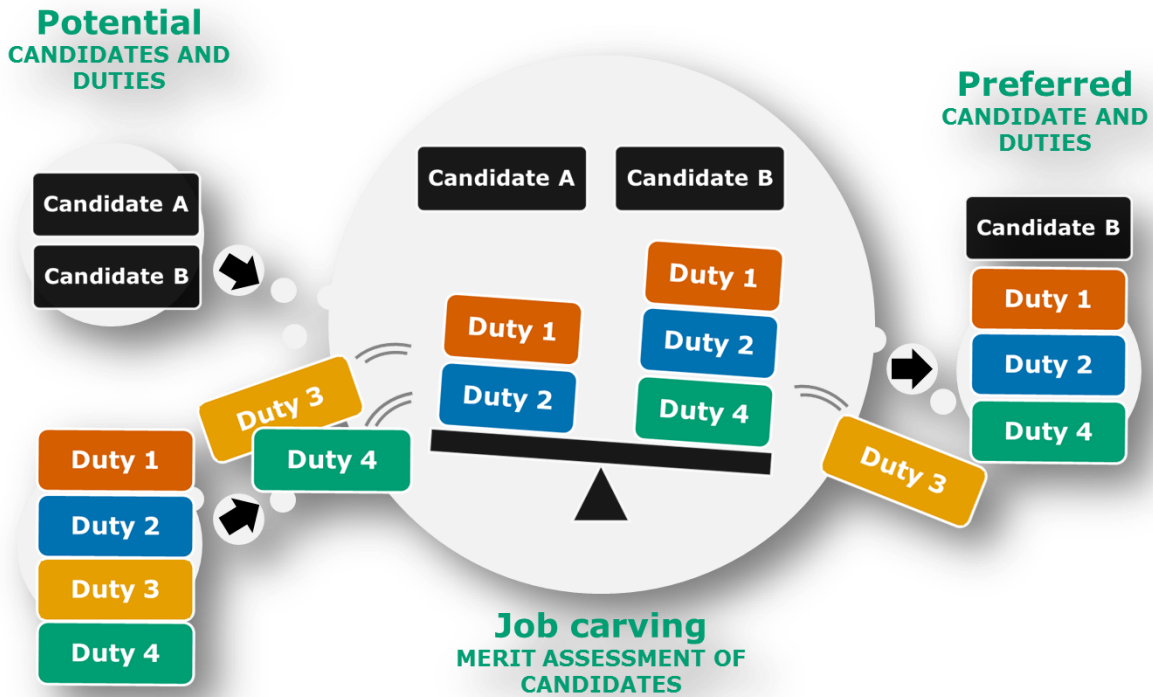 Potential
CANDIDATES AND
DUTIES
Candidate A
Candidate B
Duty 1
Duty 2
Duty 3
Duty 4
Duty 3
Duty 4
Candidate A
Candidate B
Duty 1
Duty 2
Duty 1
Duty 2
Duty 4
Duty 3
Job carving
MERIT ASSESSMENT OF
CANDIDATES
Preferred
CANDIDATE AND
DUTIES
Candidate B
Duty 1
Duty 2
Duty 4